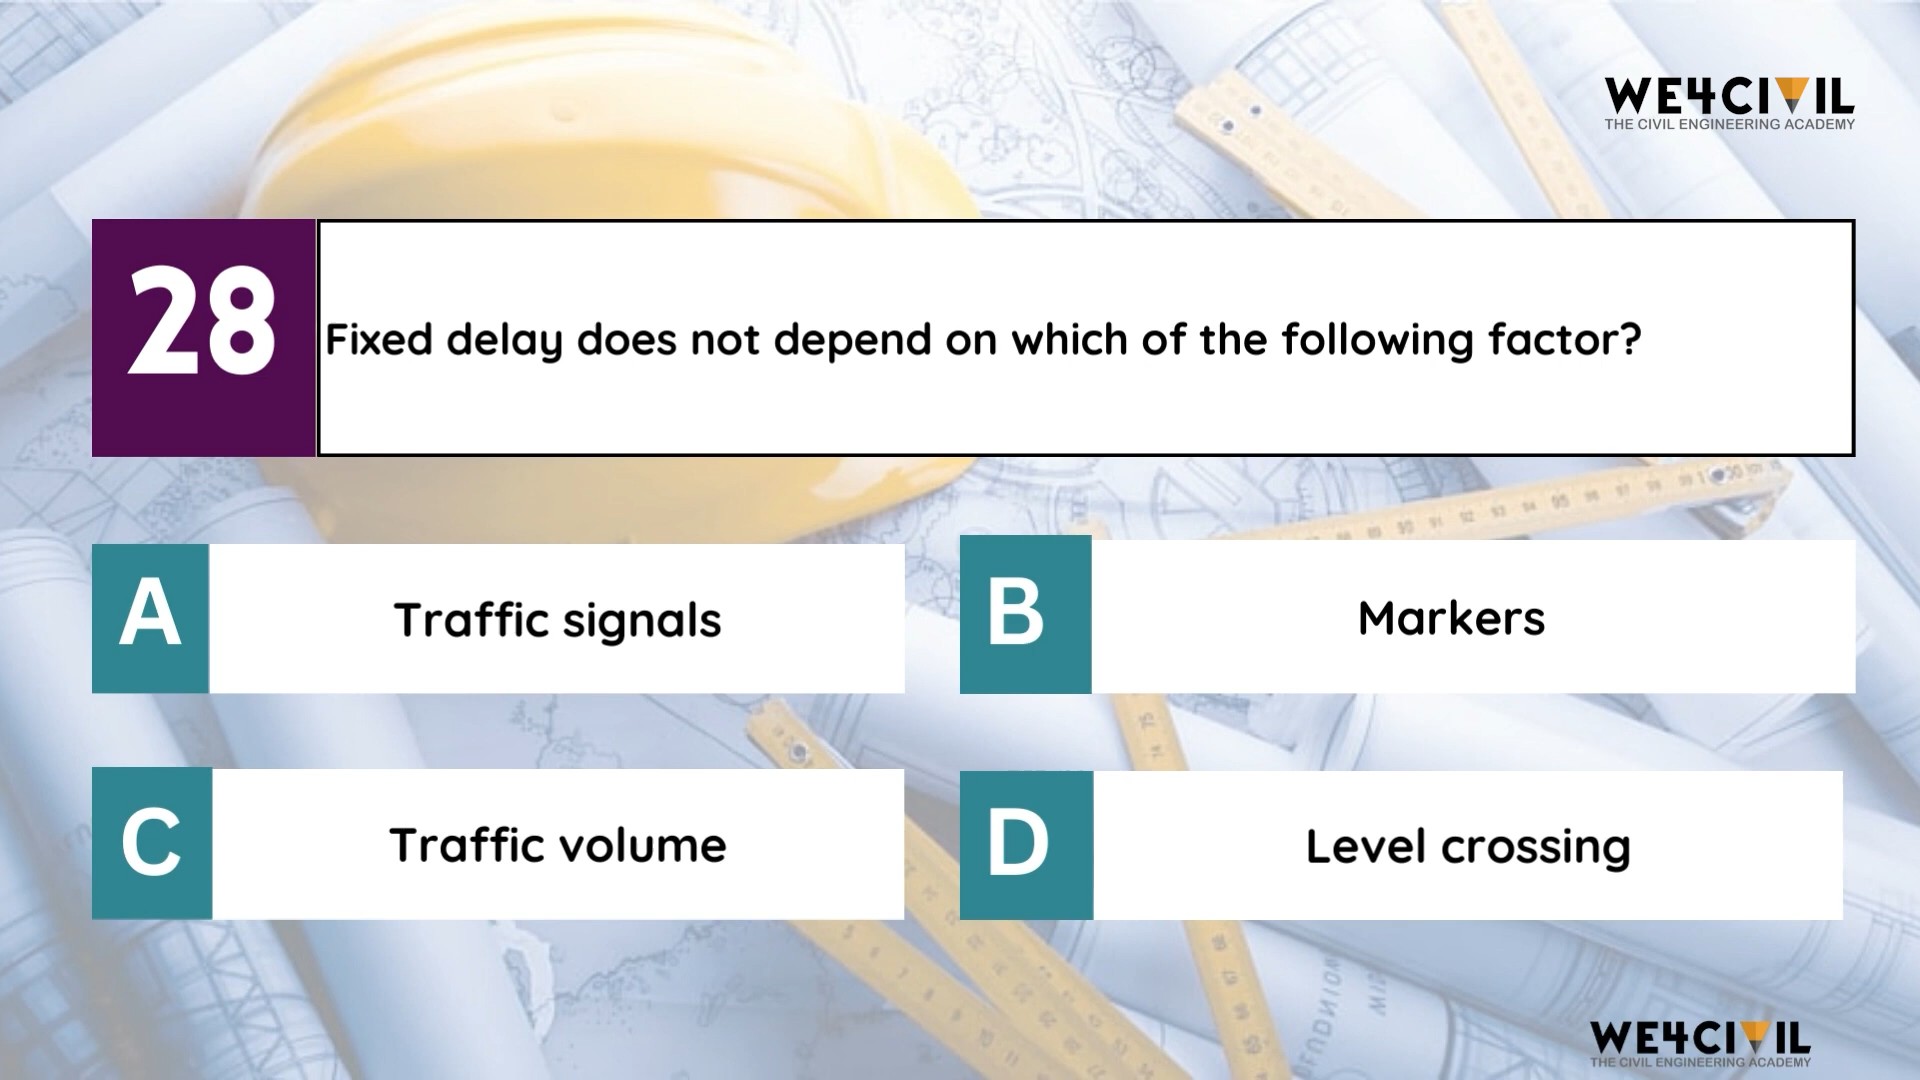 WE4CIVIL
THE CIVIL ENGINEERING ACADEMY
28
Fixed delay does not depend on which of the following factor?
A
Traffic signals
B
Markers
C
Traffic volume
D
Level crossing
WE4CIVIL
THE CIVIL ENGINEERING ACADEMY